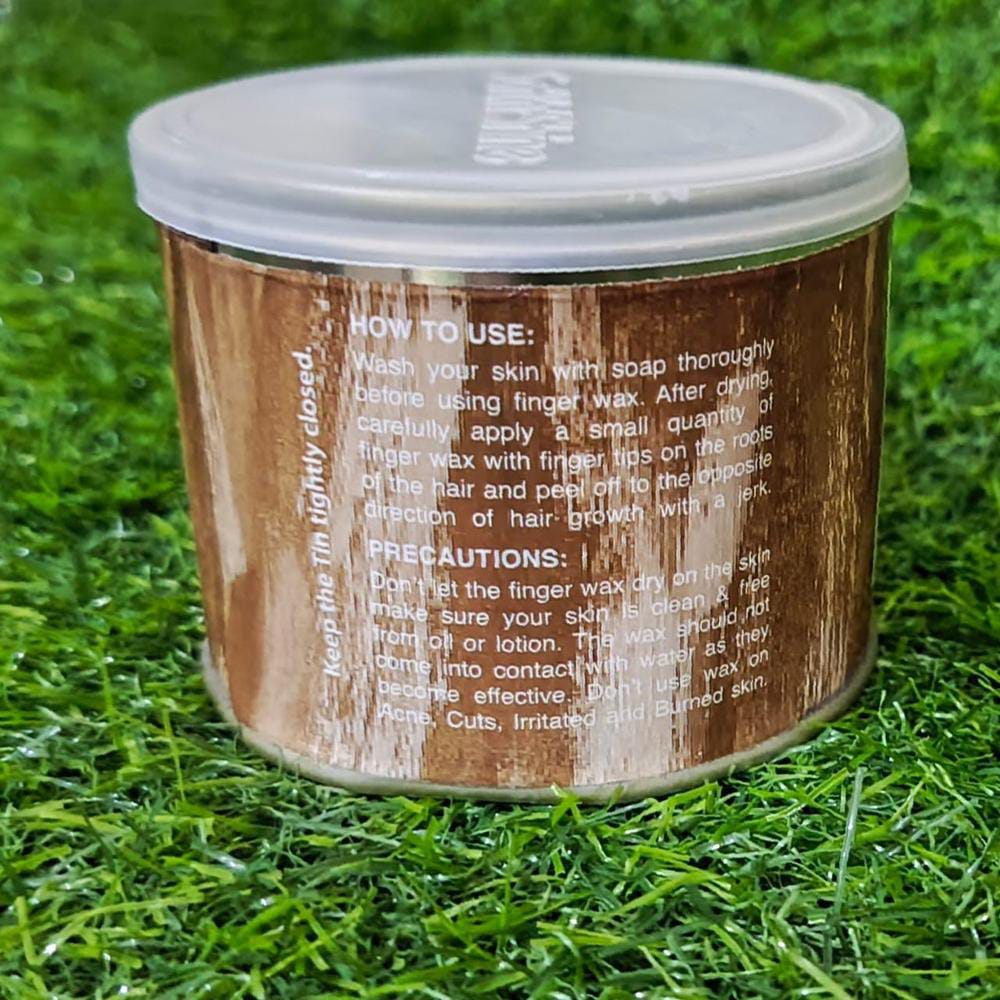 HOW TO USE:
Wash your skin with soap thoroughly
before using finger wax. After drying,
carefully apply a small quantity of
finger wax with finger tips on the roots
of the hair and peel off to the opposite
direction of hair growth with a jerk.
PRECAUTIONS:
Don't let the finger wax dry on the skin
make sure your skin is clean & free
from oil or lotion. The wax should not
come into contact with water as they
become effective. Don't use wax on
Acne, Cuts, Irritated and Burned skin.
Keep the Tin tightly closed.